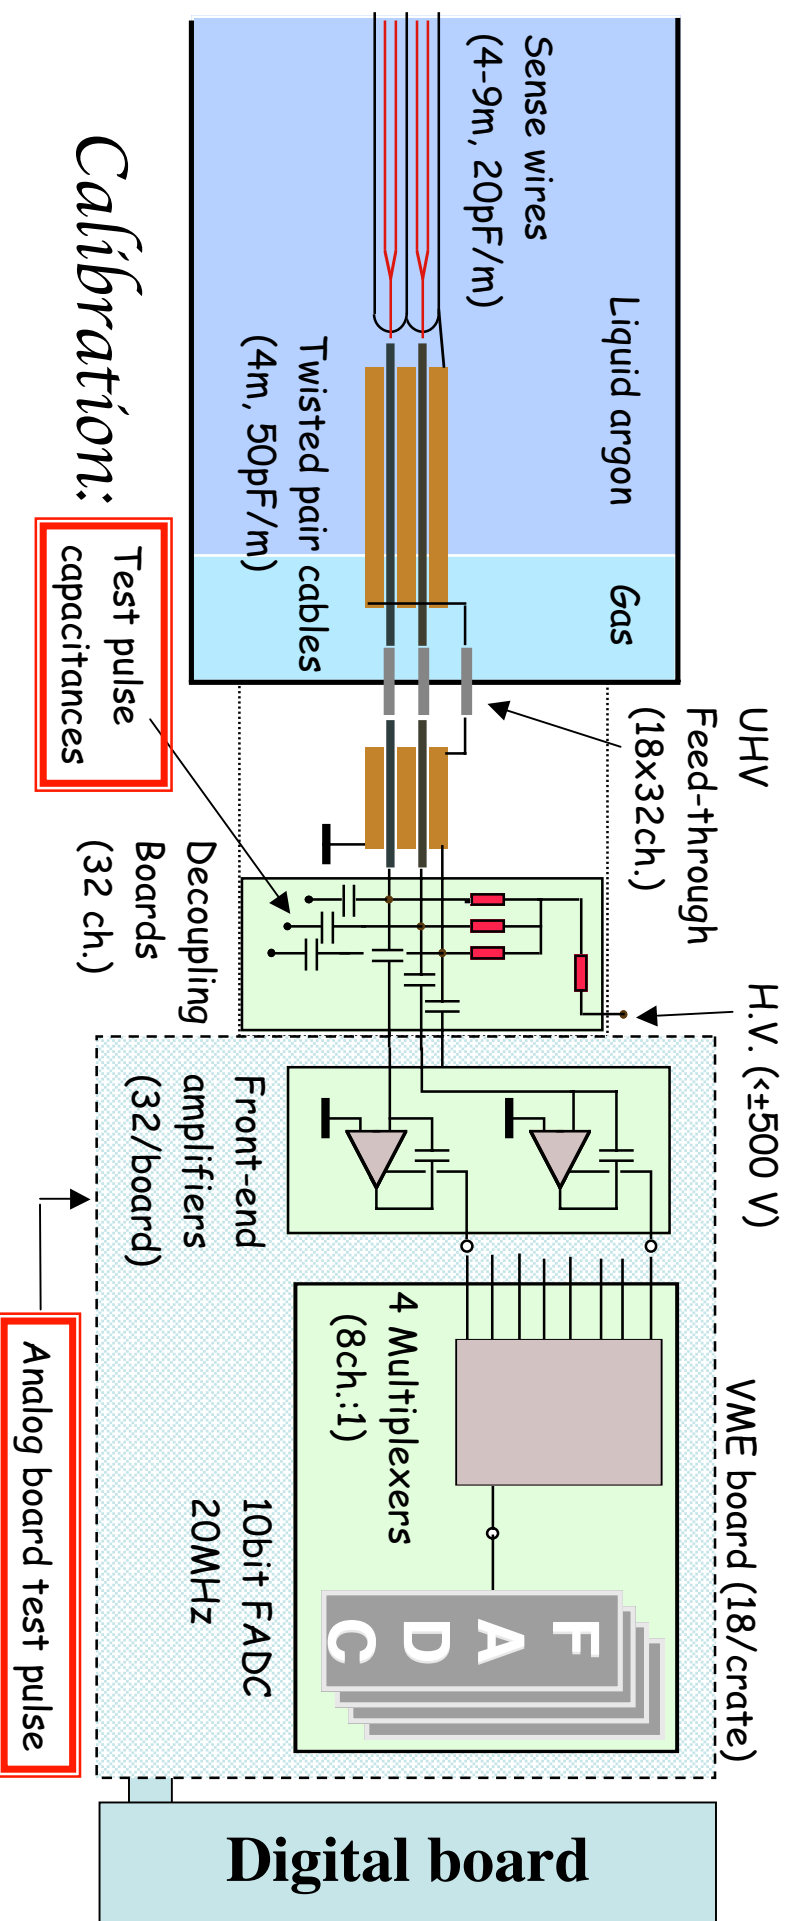 Liquid argon
Gas
Sense wires
(4-9m, 20pF/m)
Twisted pair cables
(4m, 50pF/m)
UHV
Feed-through
(18x32ch.)
H.V. (<±500 V)
VME board (18/crate)
Decoupling
Boards
(32 ch.)
Front-end
amplifiers
(32/board)
4 Multiplexers
(8ch.:1)
F
A
D
C
10bit FADC
20MHz
Calibration:
Test pulse
capacitances
Analog board test pulse
Digital board